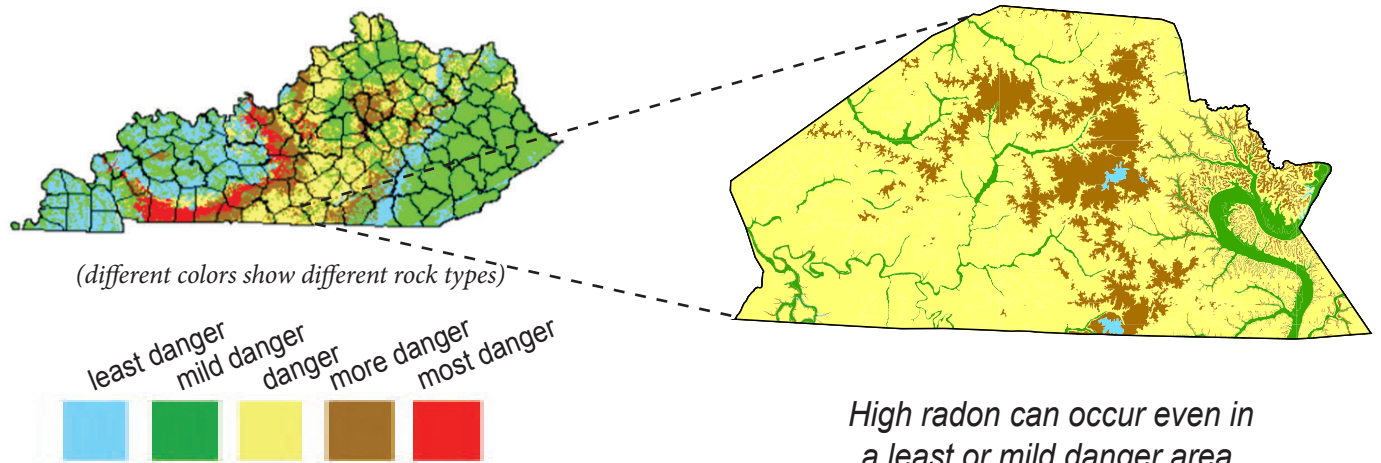 (different colors show different rock types)
least danger
mild danger
danger
more danger
most danger
High radon can occur even in
a least or mild danger area